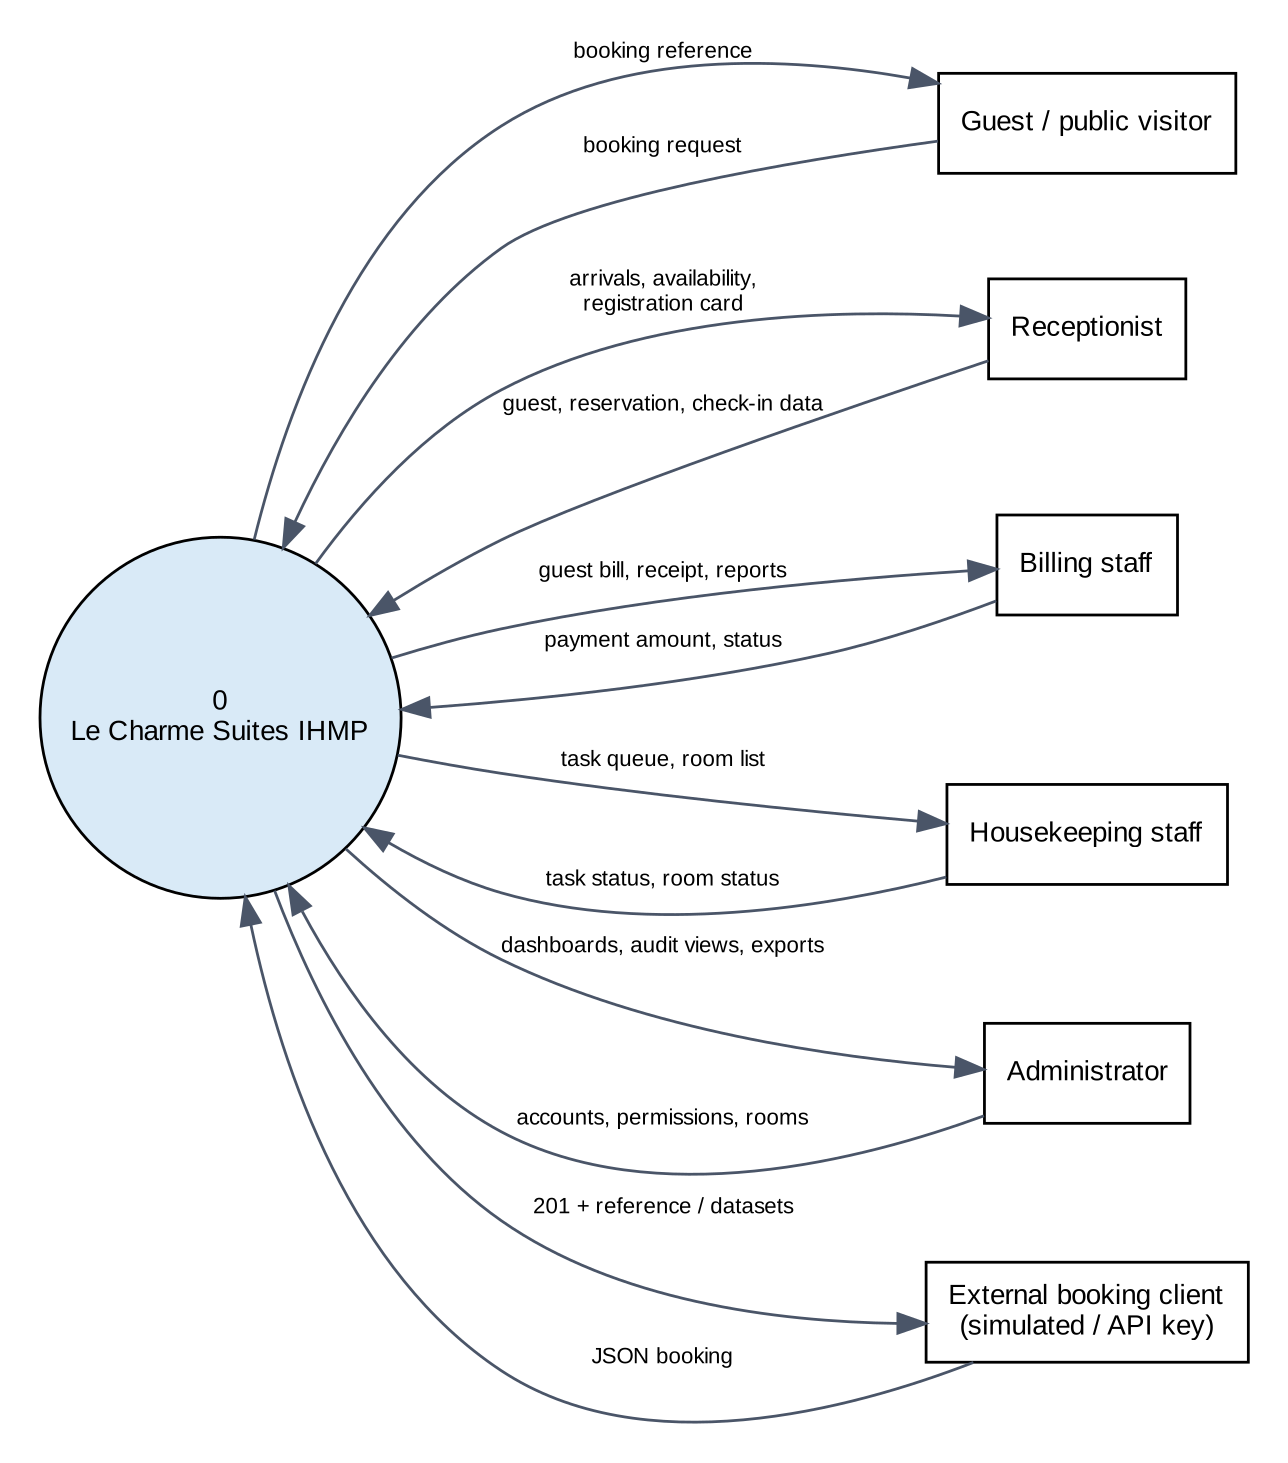 booking reference
Guest / public visitor
booking request
arrivals, availability,
registration card
Receptionist
guest, reservation, check-in data
guest bill, receipt, reports
Billing staff
payment amount, status
0
Le Charme Suites IHMP
task queue, room list
Housekeeping staff
task status, room status
dashboards, audit views, exports
Administrator
accounts, permissions, rooms
201 + reference / datasets
External booking client
(simulated / API key)
JSON booking